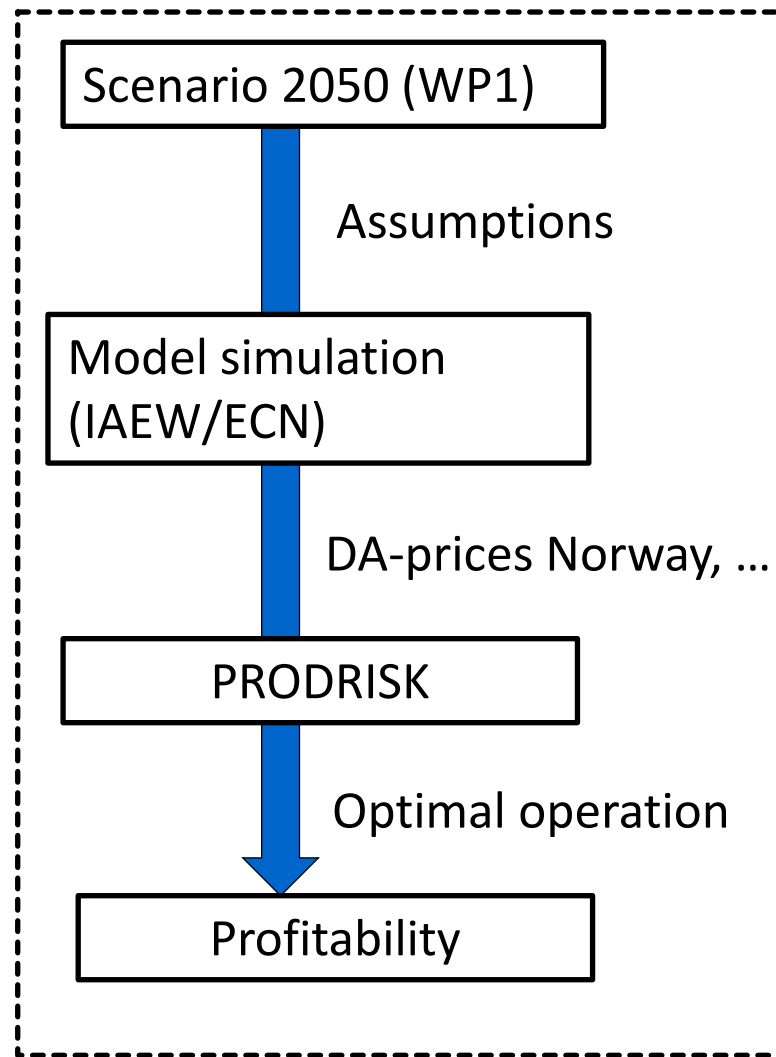 Scenario 2050 (WP1)
Assumptions
Model simulation
(IAEW/ECN)
DA-prices Norway, …
PRODRISK
Optimal operation
Profitability